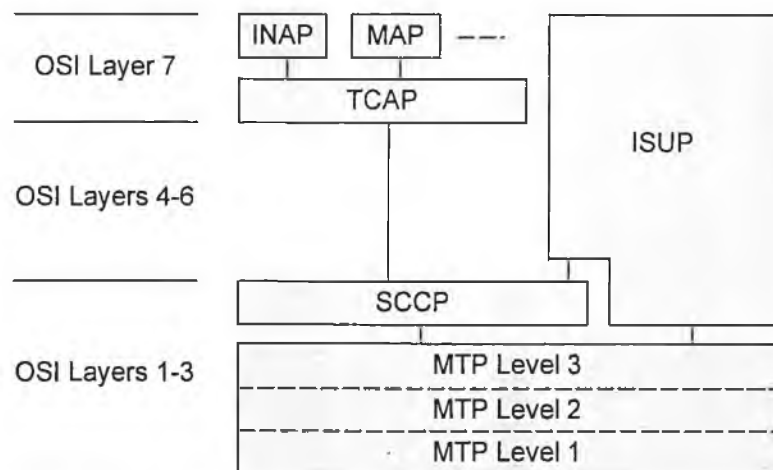 INAP
MAP
OSI Layer 7
TCAP
ISUP
OSI Layers 4-6
SCCP
OSI Layers 1-3
MTP Level 3
MTP Level 2
MTP Level 1